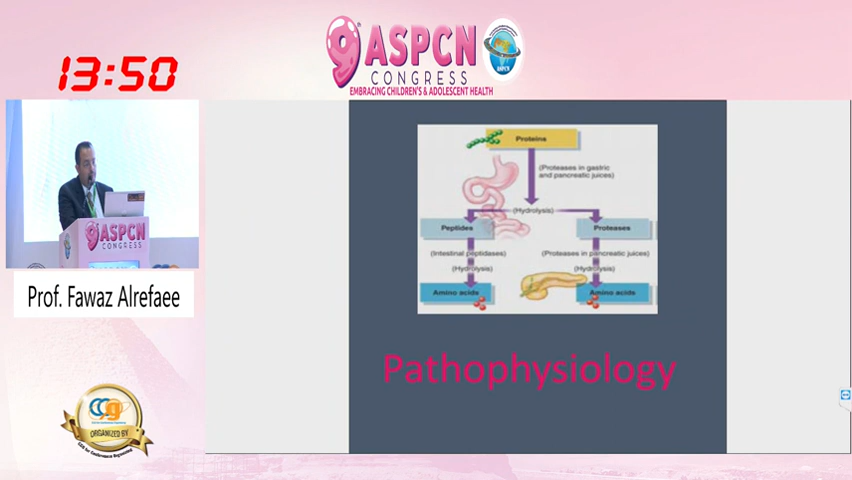 9th ASPCN
CONGRESS
EMBRACING CHILDREN'S & ADOLESCENT HEALTH
ASPCN
13:50
9 ASPCN
CONGRESS
Prof. Fawaz Alrefaee
ORGANIZED BY
Proteins
(Proteases in gastric
and pancreatic juices)
(Hydrolysis)
Peptides
Proteases
(Intestinal peptidases)
(Proteases in pancreatic juices)
(Hydrolysis)
(Hydrolysis)
Amino acids
Amino acids
Pathophysiology